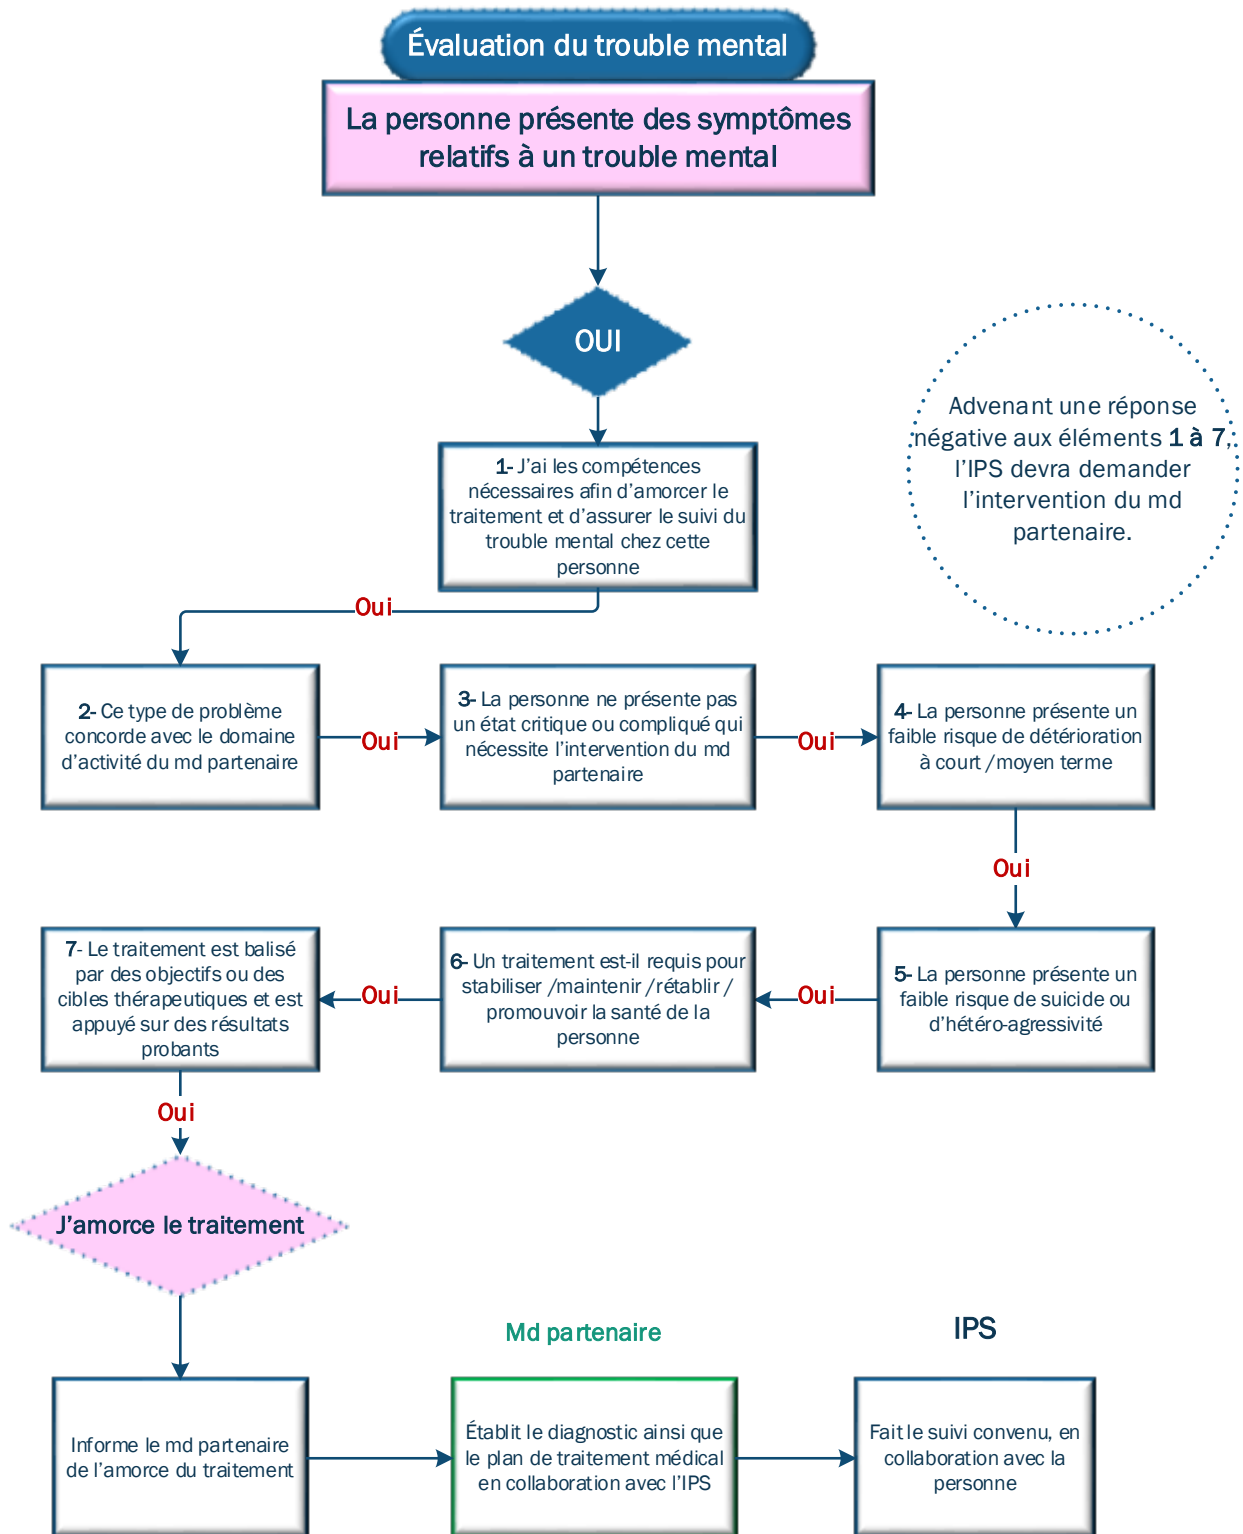 Évaluation du trouble mental
La personne présente des symptômes
relatifs à un trouble mental
OUI
Advenant une réponse
négative aux éléments 1 à 7,
l'IPS devra demander
l'intervention du md
partenaire.
1- J'ai les compétences
nécessaires afin d'amorcer le
traitement et d'assurer le suivi du
trouble mental chez cette
personne
Oui
2- Ce type de problème
concorde avec le domaine
d'activité du md partenaire
Oui
3- La personne ne présente pas
un état critique ou compliqué qui
nécessite l'intervention du md
partenaire
Oui
4- La personne présente un
faible risque de détérioration
à court /moyen terme
Oui
5- La personne présente un
faible risque de suicide ou
d'hétéro-agressivité
Oui
6- Un traitement est-il requis pour
stabiliser /maintenir /rétablir /
promouvoir la santé de la
personne
Oui
7- Le traitement est balisé
par des objectifs ou des
cibles thérapeutiques et est
appuyé sur des résultats
probants
Oui
J'amorce le traitement
Informe le md partenaire
de l'amorce du traitement
Md partenaire
Établit le diagnostic ainsi que
le plan de traitement médical
en collaboration avec l'IPS
IPS
Fait le suivi convenu, en
collaboration avec la
personne